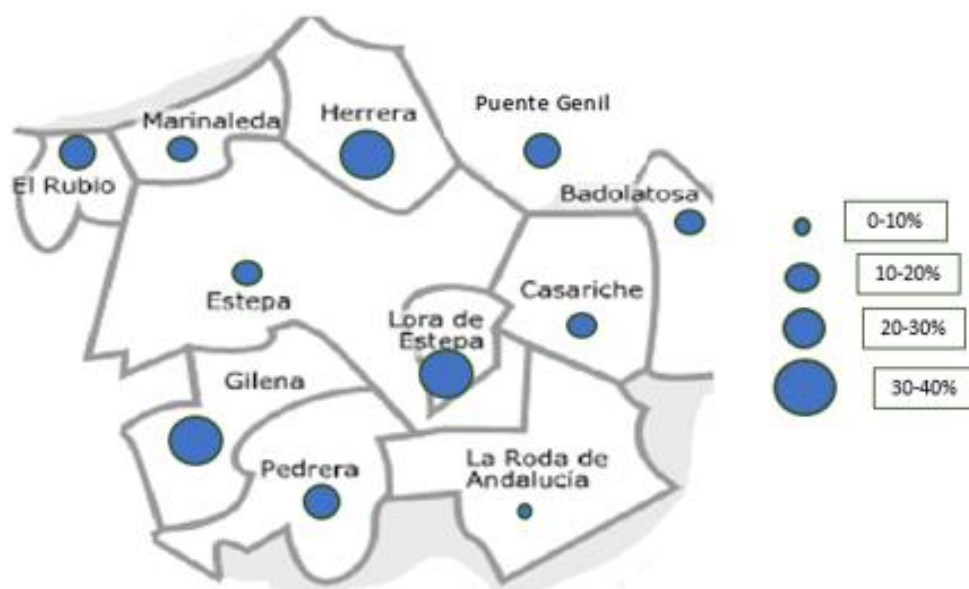 Puente Genil
Herrera
Marinaleda
El Rubio
Badolatosa
Estepa
Casariche
Lora de
Estepa
Gilena
Pedrera
La Roda de
Andalucía
0-10%
10-20%
20-30%
30-40%